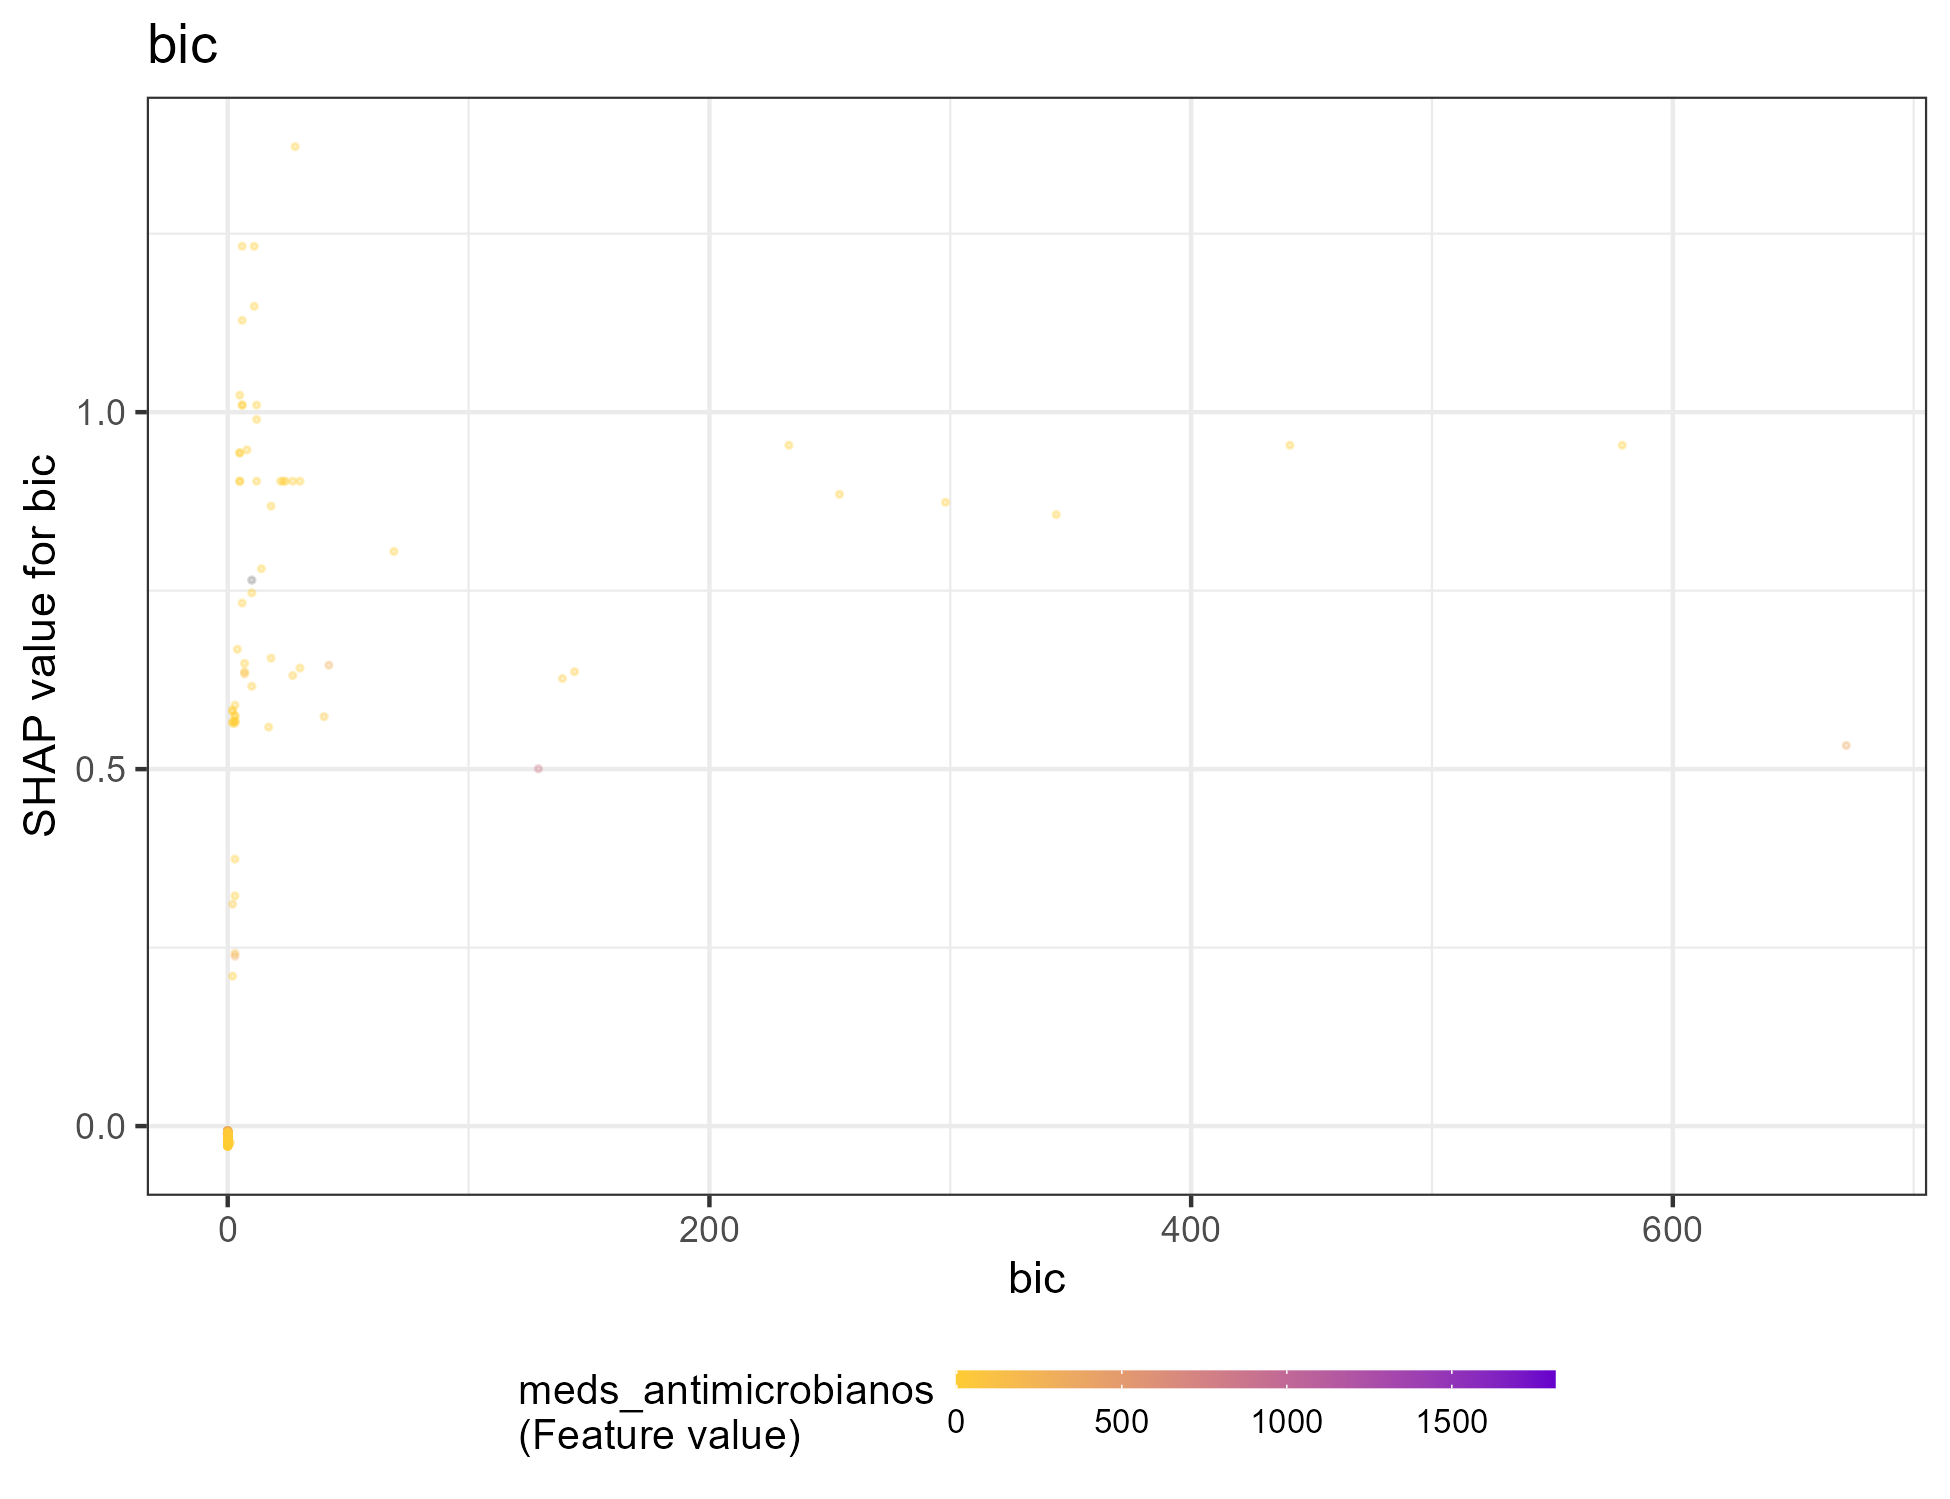 bic
SHAP value for bic
1.0
0.5
0.0
0 200 400 600
bic
meds_antimicrobianos
(Feature value)
0 500 1000 1500